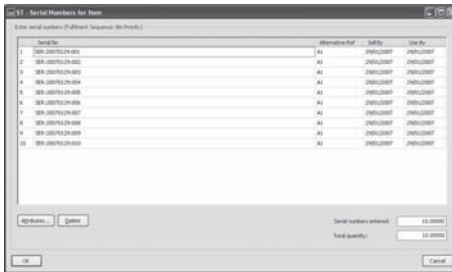 ST - Serial Numbers for Item
Enter serial numbers (Fulfilment Sequence: Bin Priority)
Serial No Alternative Ref Sell By Use By
1 SER-20070129-001 A1 29/01/2007 29/01/2007
2 SER-20070129-002 A1 29/01/2007 29/01/2007
3 SER-20070129-003 A1 29/01/2007 29/01/2007
4 SER-20070129-004 A1 29/01/2007 29/01/2007
5 SER-20070129-005 A1 29/01/2007 29/01/2007
6 SER-20070129-006 A1 29/01/2007 29/01/2007
7 SER-20070129-007 A1 29/01/2007 29/01/2007
8 SER-20070129-008 A1 29/01/2007 29/01/2007
9 SER-20070129-009 A1 29/01/2007 29/01/2007
10 SER-20070129-010 A1 29/01/2007 29/01/2007
Attributes... Delete
Serial numbers entered: 10.00000
Total quantity: 10.00000
OK Cancel